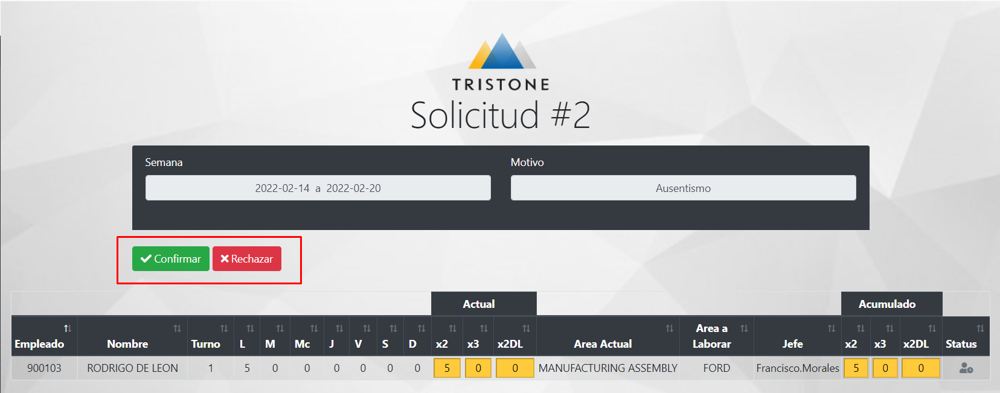 TRISTONE
Solicitud #2
Semana Motivo
2022-02-14 a 2022-02-20 Ausentismo
Confirmar Rechazar
Actual Acumulado
Empleado Nombre Turno L M Mc J V S D x2 x3 x2DL Area Actual Area a Laborar Jefe x2 x3 x2DL Status
900103 RODRIGO DE LEON 1 5 0 0 0 0 0 0 5 0 0 MANUFACTURING ASSEMBLY FORD Francisco.Morales 5 0 0